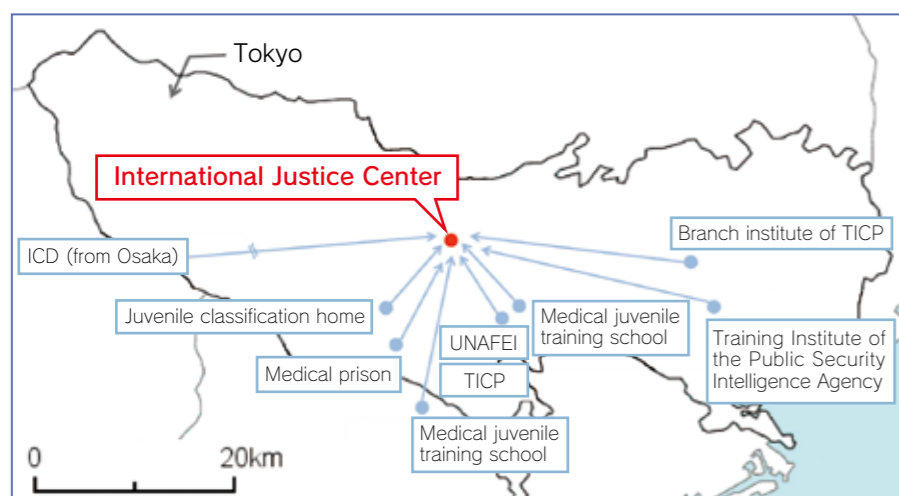 Tokyo
International Justice Center
ICD (from Osaka)
Branch institute of TICP
Juvenile classification home
UNAFEI
Medical juvenile
training school
Training Institute of
the Public Security
Intelligence Agency
Medical prison
TICP
Medical juvenile
training school
0
20km